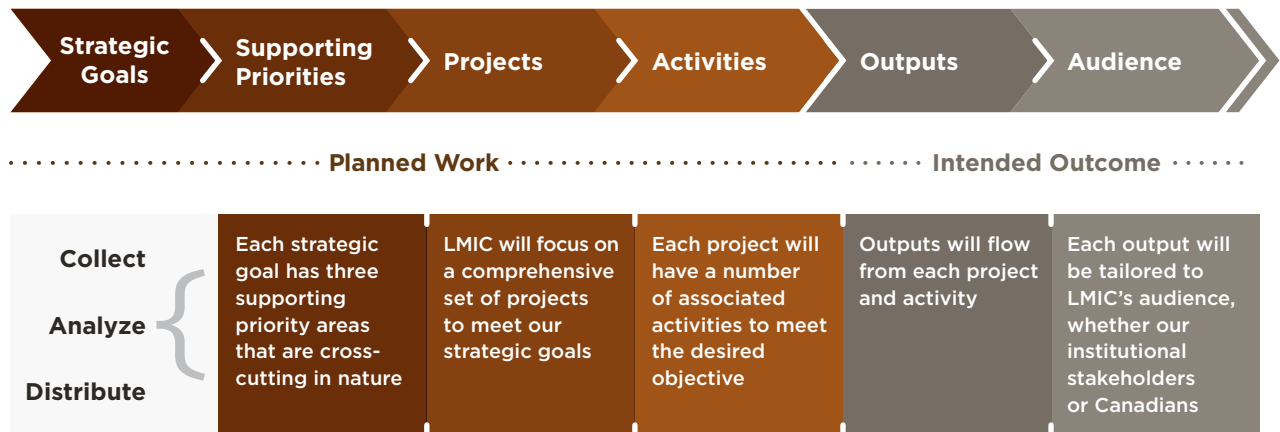 Strategic
Goals
Supporting
Priorities
Projects
Activities
Outputs
Audience
Planned Work
Intended Outcome
Collect
Analyze
Distribute
Each strategic
goal has three
supporting
priority areas
that are cross-
cutting in nature
LMIC will focus on
a comprehensive
set of projects
to meet our
strategic goals
Each project will
have a number
of associated
activities to meet
the desired
objective
Outputs will flow
from each project
and activity
Each output will
be tailored to
LMIC’s audience,
whether our
institutional
stakeholders
or Canadians